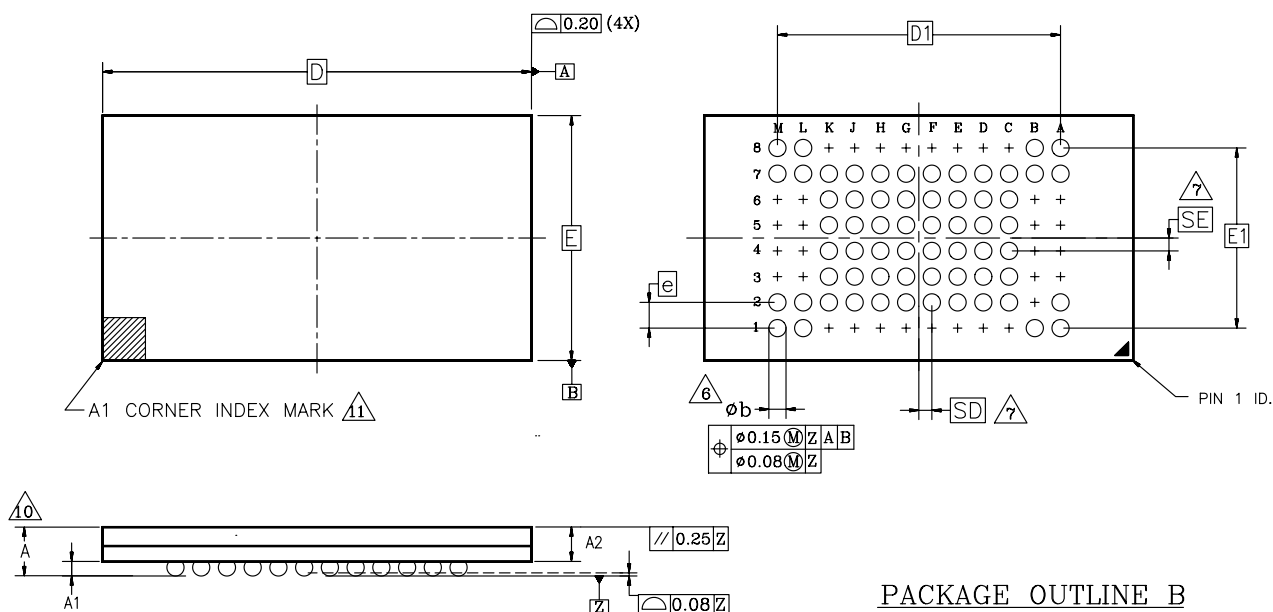 0.20 (4X)
D
A
D1
M L K J H G F E D C B A
8
7
6
5
4
3
2
1
7
SE
E1
E
e
B
A1 CORNER INDEX MARK 11
6
øb
SD 7
PIN 1 ID.
ø0.15 M Z A B
ø0.08 M Z
10
A
A2
// 0.25 Z
A1
Z
0.08 Z
PACKAGE OUTLINE B